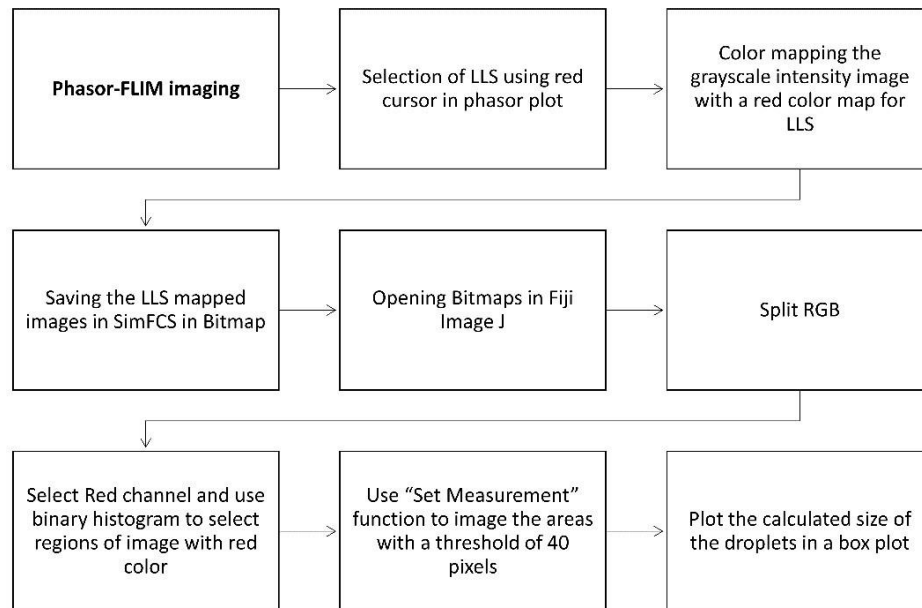 Phasor-FLIM imaging
Selection of LLS using red
cursor in phasor plot
Color mapping the
grayscale intensity image
with a red color map for
LLS
Saving the LLS mapped
images in SimFCS in Bitmap
Opening Bitmaps in Fiji
Image J
Split RGB
Select Red channel and use
binary histogram to select
regions of image with red
color
Use “Set Measurement”
function to image the areas
with a threshold of 40
pixels
Plot the calculated size of
the droplets in a box plot